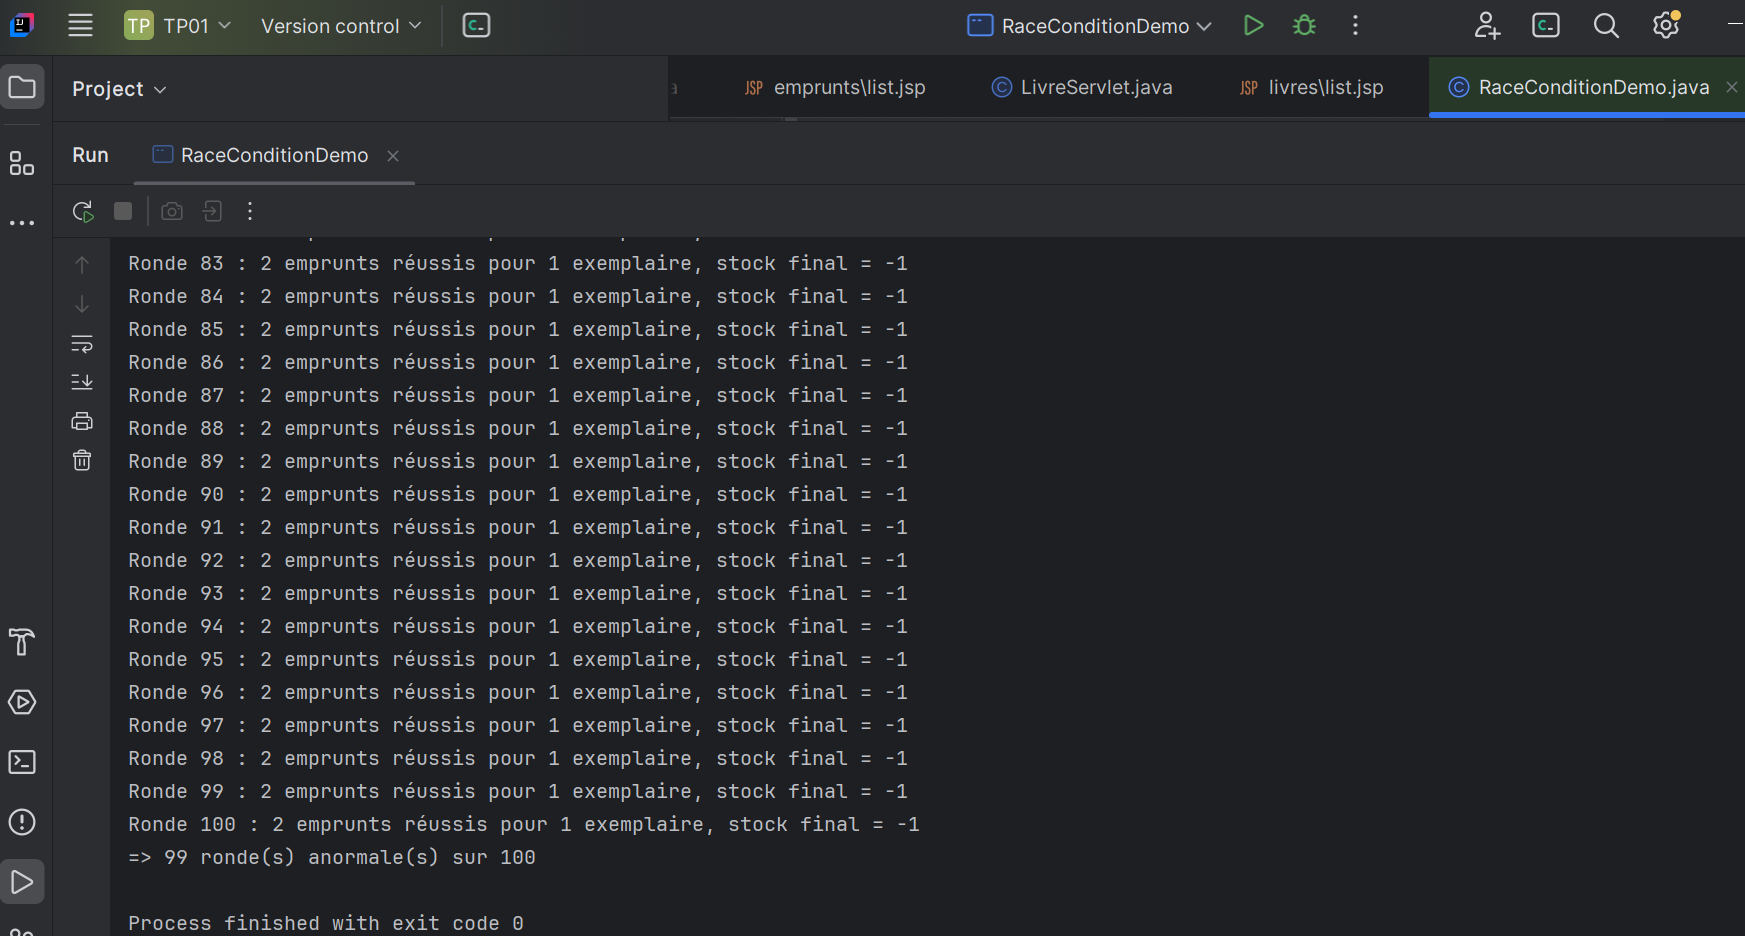 TP TP01 Version control RaceConditionDemo
Project
emprunts\list.jsp LivreServlet.java livres\list.jsp RaceConditionDemo.java
Run RaceConditionDemo
Ronde 83 : 2 emprunts réussis pour 1 exemplaire, stock final = -1
Ronde 84 : 2 emprunts réussis pour 1 exemplaire, stock final = -1
Ronde 85 : 2 emprunts réussis pour 1 exemplaire, stock final = -1
Ronde 86 : 2 emprunts réussis pour 1 exemplaire, stock final = -1
Ronde 87 : 2 emprunts réussis pour 1 exemplaire, stock final = -1
Ronde 88 : 2 emprunts réussis pour 1 exemplaire, stock final = -1
Ronde 89 : 2 emprunts réussis pour 1 exemplaire, stock final = -1
Ronde 90 : 2 emprunts réussis pour 1 exemplaire, stock final = -1
Ronde 91 : 2 emprunts réussis pour 1 exemplaire, stock final = -1
Ronde 92 : 2 emprunts réussis pour 1 exemplaire, stock final = -1
Ronde 93 : 2 emprunts réussis pour 1 exemplaire, stock final = -1
Ronde 94 : 2 emprunts réussis pour 1 exemplaire, stock final = -1
Ronde 95 : 2 emprunts réussis pour 1 exemplaire, stock final = -1
Ronde 96 : 2 emprunts réussis pour 1 exemplaire, stock final = -1
Ronde 97 : 2 emprunts réussis pour 1 exemplaire, stock final = -1
Ronde 98 : 2 emprunts réussis pour 1 exemplaire, stock final = -1
Ronde 99 : 2 emprunts réussis pour 1 exemplaire, stock final = -1
Ronde 100 : 2 emprunts réussis pour 1 exemplaire, stock final = -1
=> 99 ronde(s) anormale(s) sur 100
Process finished with exit code 0